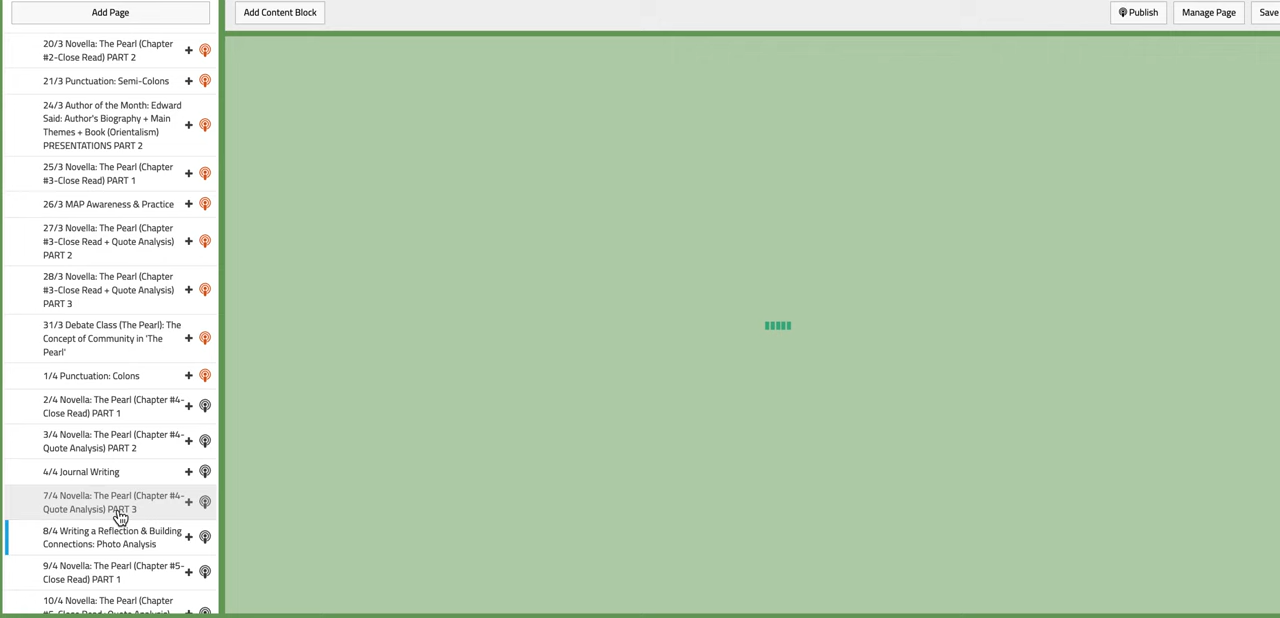 Add Page
Add Content Block
Publish
Manage Page
Save
20/3 Novella: The Pearl (Chapter
#2-Close Read) PART 2
21/3 Punctuation: Semi-Colons
24/3 Author of the Month: Edward
Said: Author's Biography + Main
Themes + Book (Orientalism)
PRESENTATIONS PART 2
25/3 Novella: The Pearl (Chapter
#3-Close Read) PART 1
26/3 MAP Awareness & Practice
27/3 Novella: The Pearl (Chapter
#3-Close Read + Quote Analysis)
PART 2
28/3 Novella: The Pearl (Chapter
#3-Close Read + Quote Analysis)
PART 3
31/3 Debate Class (The Pearl): The
Concept of Community in 'The
Pearl'
1/4 Punctuation: Colons
2/4 Novella: The Pearl (Chapter #4-
Close Read) PART 1
3/4 Novella: The Pearl (Chapter #4-
Quote Analysis) PART 2
4/4 Journal Writing
7/4 Novella: The Pearl (Chapter #4-
Quote Analysis) PART 3
8/4 Writing a Reflection & Building
Connections: Photo Analysis
9/4 Novella: The Pearl (Chapter #5-
Close Read) PART 1
10/4 Novella: The Pearl (Chapter
#5-Close Read+Quote Analysis)